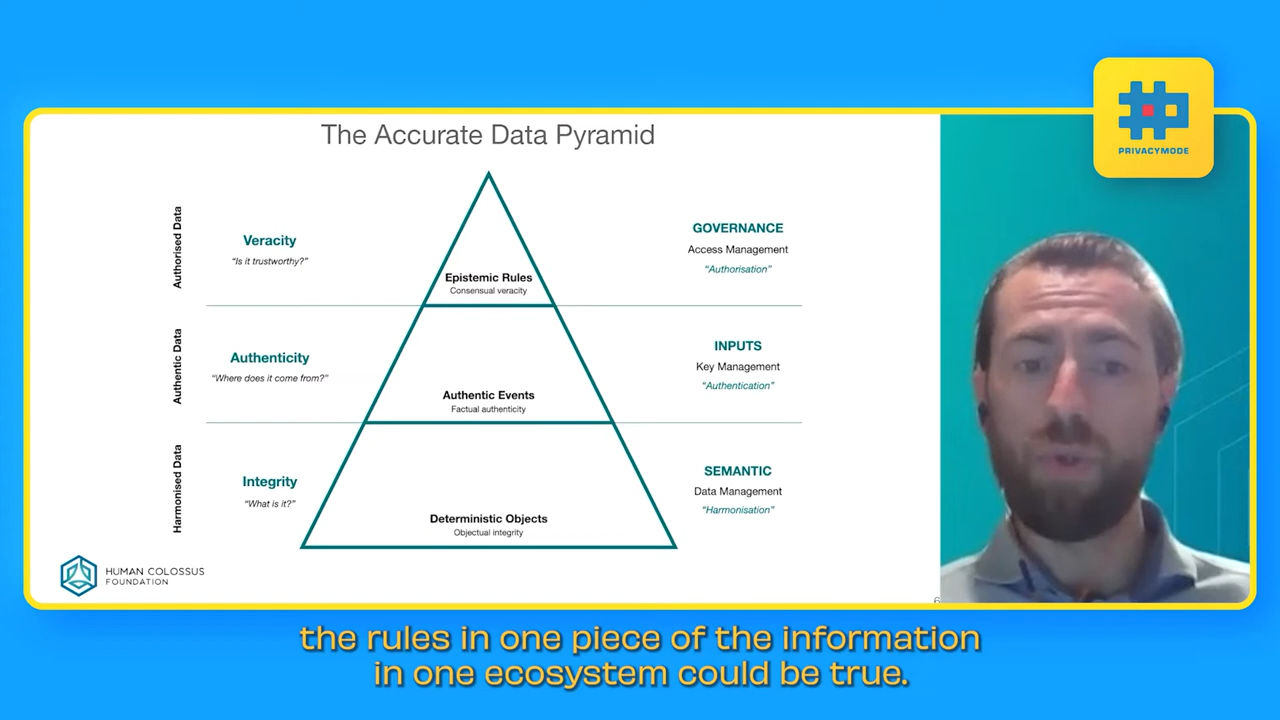 PRIVACYMODE
The Accurate Data Pyramid
Authorised Data
Veracity
“Is it trustworthy?”
Epistemic Rules
Consensual veracity
GOVERNANCE
Access Management
“Authorisation”
Authentic Data
Authenticity
“Where does it come from?”
Authentic Events
Factual authenticity
INPUTS
Key Management
“Authentication”
Harmonised Data
Integrity
“What is it?”
Deterministic Objects
Objectual integrity
SEMANTIC
Data Management
“Harmonisation”
HUMAN COLOSSUS
FOUNDATION
6
the rules in one piece of the information
in one ecosystem could be true.